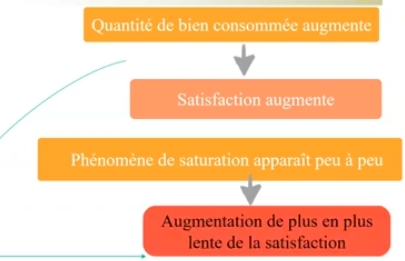 Quantité de bien consommée augmente
Satisfaction augmente
Phénomène de saturation apparaît peu à peu
Augmentation de plus en plus
lente de la satisfaction